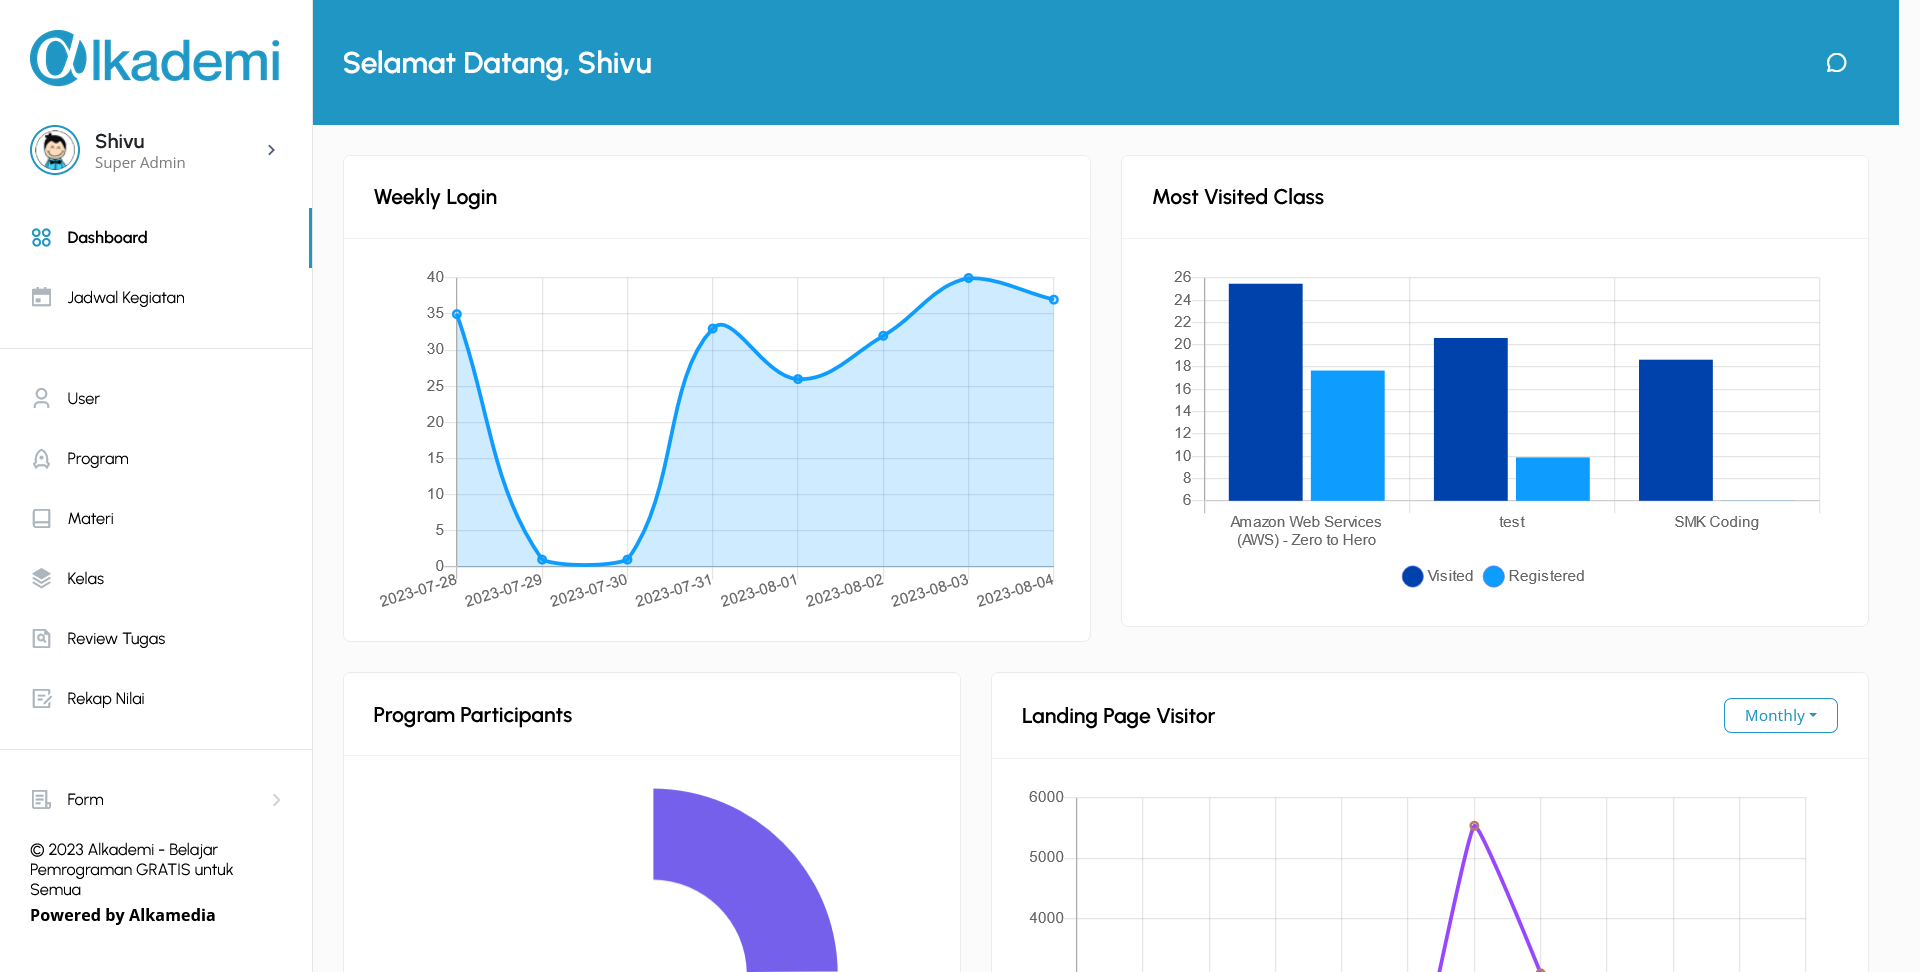 alkademi
Shivu
Super Admin
Dashboard
Jadwal Kegiatan
User
Program
Materi
Kelas
Review Tugas
Rekap Nilai
Form
© 2023 Alkademi - Belajar
Pemrograman GRATIS untuk
Semua
Powered by Alkamedia
Selamat Datang, Shivu
Weekly Login
40
35
30
25
20
15
10
5
0
2023-07-28
2023-07-29
2023-07-30
2023-07-31
2023-08-01
2023-08-02
2023-08-03
2023-08-04
Most Visited Class
26
24
22
20
18
16
14
12
10
8
6
Amazon Web Services
(AWS) - Zero to Hero
test
SMK Coding
Visited
Registered
Program Participants
Landing Page Visitor
Monthly
6000
5000
4000